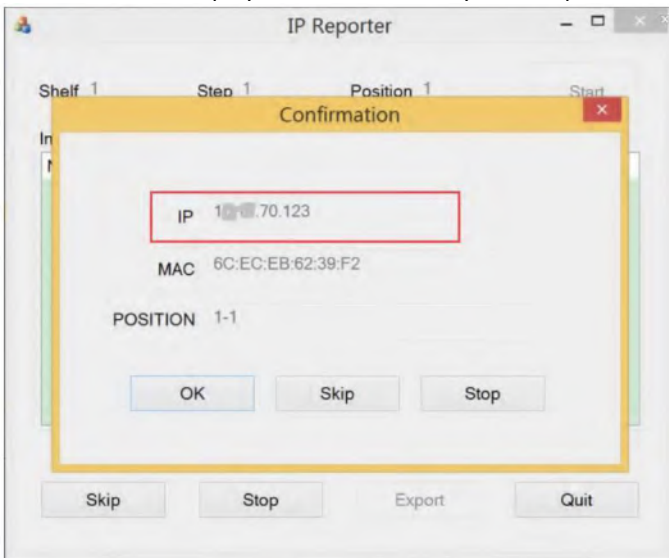 IP Reporter
Shelf 1 Step 1 Position 1 Start
Confirmation
In
IP .70.123
MAC 6C:EC:EB:62:39:F2
POSITION 1-1
OK Skip Stop
Skip Stop Export Quit